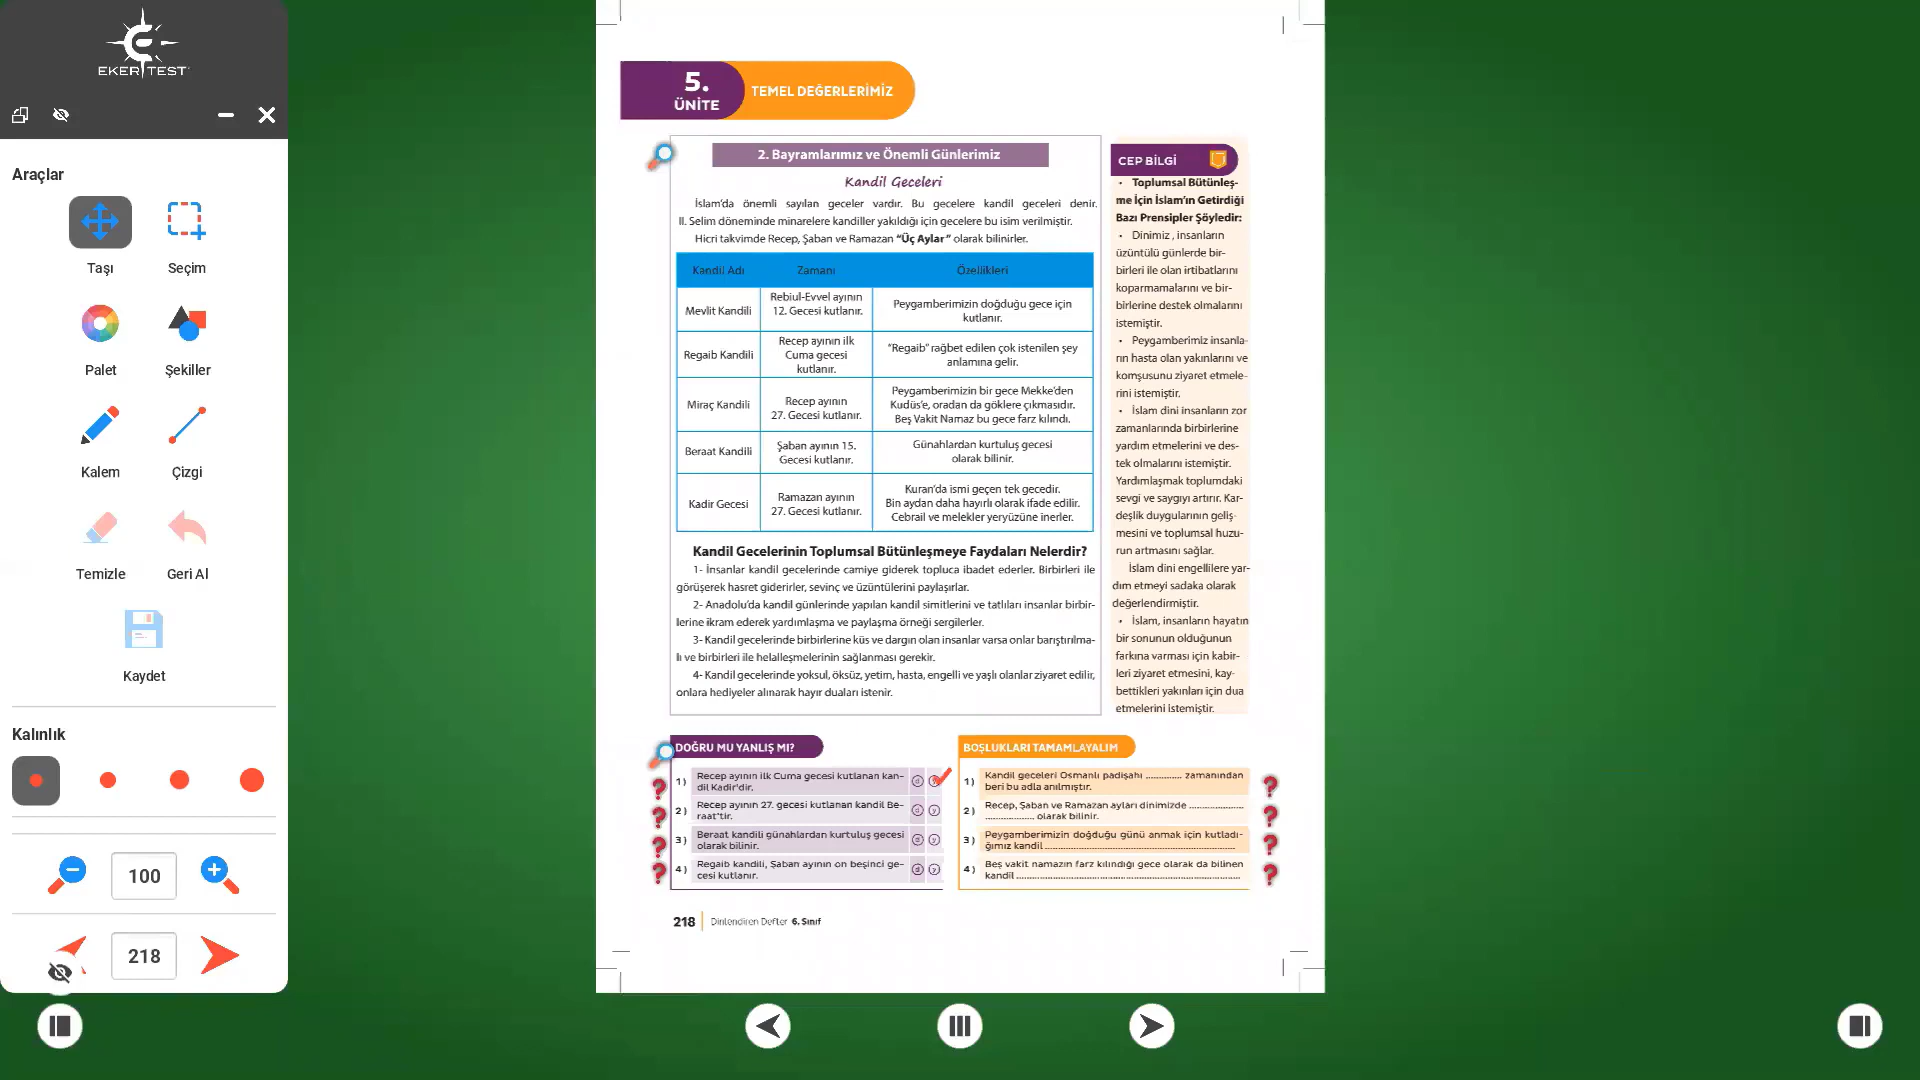 EKER TEST
Araçlar
Taşı
Seçim
Palet
Şekiller
Kalem
Çizgi
Temizle
Geri Al
Kaydet
Kalınlık
100
218
5.
ÜNİTE
TEMEL DEĞERLERİMİZ
2. Bayramlarımız ve Önemli Günlerimiz
Kandil Geceleri
İslam'da önemli sayılan geceler vardır. Bu gecelere kandil geceleri denir.
II. Selim döneminde minarelere kandiller yakıldığı için gecelere bu isim verilmiştir.
Hicri takvimde Recep, Şaban ve Ramazan "Üç Aylar" olarak bilinirler.
Kandil Adı
Zamanı
Özellikleri
Mevlit Kandili
Rebiul-Evvel ayının
12. Gecesi kutlanır.
Peygamberimizin doğduğu gece için
kutlanır.
Regaib Kandili
Recep ayının ilk
Cuma gecesi
kutlanır.
"Regaib" rağbet edilen çok istenilen şey
anlamına gelir.
Miraç Kandili
Recep ayının
27. Gecesi kutlanır.
Peygamberimizin bir gece Mekke'den
Kudüs'e, oradan da göklere çıkmasıdır.
Beş Vakit Namaz bu gece farz kılındı.
Beraat Kandili
Şaban ayının 15.
Gecesi kutlanır.
Günahlardan kurtuluş gecesi
olarak bilinir.
Kadir Gecesi
Ramazan ayının
27. Gecesi kutlanır.
Kuran'da ismi geçen tek gecedir.
Bin aydan daha hayırlı olarak ifade edilir.
Cebrail ve melekler yeryüzüne inerler.
Kandil Gecelerinin Toplumsal Bütünleşmeye Faydaları Nelerdir?
1- İnsanlar kandil gecelerinde camiye giderek topluca ibadet ederler. Birbirleri ile
görüşerek hasret giderirler, sevinç ve üzüntülerini paylaşırlar.
2- Anadolu'da kandil günlerinde yapılan kandil simitlerini ve tatlıları insanlar birbir-
lerine ikram ederek yardımlaşma ve paylaşma örneği sergilerler.
3- Kandil gecelerinde birbirlerine küs ve dargın olan insanlar varsa onlar barıştırılma-
lı ve birbirleri ile helalleşmelerinin sağlanması gerekir.
4- Kandil gecelerinde yoksul, öksüz, yetim, hasta, engelli ve yaşlı olanlar ziyaret edilir,
onlara hediyeler alınarak hayır duaları istenir.
CEP BİLGİ
• Toplumsal Bütünleş-
me İçin İslam'ın Getirdiği
Bazı Prensipler Şöyledir:
• Dinimiz , insanların
üzüntülü günlerde bir-
birleri ile olan irtibatlarını
koparmamalarını ve bir-
birlerine destek olmalarını
istemiştir.
• Peygamberimiz insanla-
rın hasta olan yakınlarını ve
komşusunu ziyaret etmele-
rini istemiştir.
• İslam dini insanların zor
zamanlarında birbirlerine
yardım etmelerini ve des-
tek olmalarını istemiştir.
Yardımlaşmak toplumdaki
sevgi ve saygıyı artırır. Kar-
deşlik duygularının geliş-
mesini ve toplumsal huzu-
run artmasını sağlar.
İslam dini engellilere yar-
dım etmeyi sadaka olarak
değerlendirmiştir.
• İslam, insanların hayatın
bir sonunun olduğunun
farkına varması için kabir-
leri ziyaret etmesini, kay-
bettikleri yakınları için dua
etmelerini istemiştir.
DOĞRU MU YANLIŞ MI?
1) Recep ayının ilk Cuma gecesi kutlanan kan-
dil Kadir'dir. d y
2) Recep ayının 27. gecesi kutlanan kandil Be-
raat'tir. d y
3) Beraat kandili günahlardan kurtuluş gecesi
olarak bilinir. d y
4) Regaib kandili, Şaban ayının on beşinci ge-
cesi kutlanır. d y
BOŞLUKLARI TAMAMLAYALIM
1) Kandil geceleri Osmanlı padişahı ............ zamanından
beri bu adla anılmıştır.
2) Recep, Şaban ve Ramazan ayları dinimizde ..................
................... olarak bilinir.
3) Peygamberimizin doğduğu günü anmak için kutladı-
ğımız kandil ..................................................................
4) Beş vakit namazın farz kılındığı gece olarak da bilinen
kandil ..............................................................................
218 Dinlendiren Defter 6. Sınıf